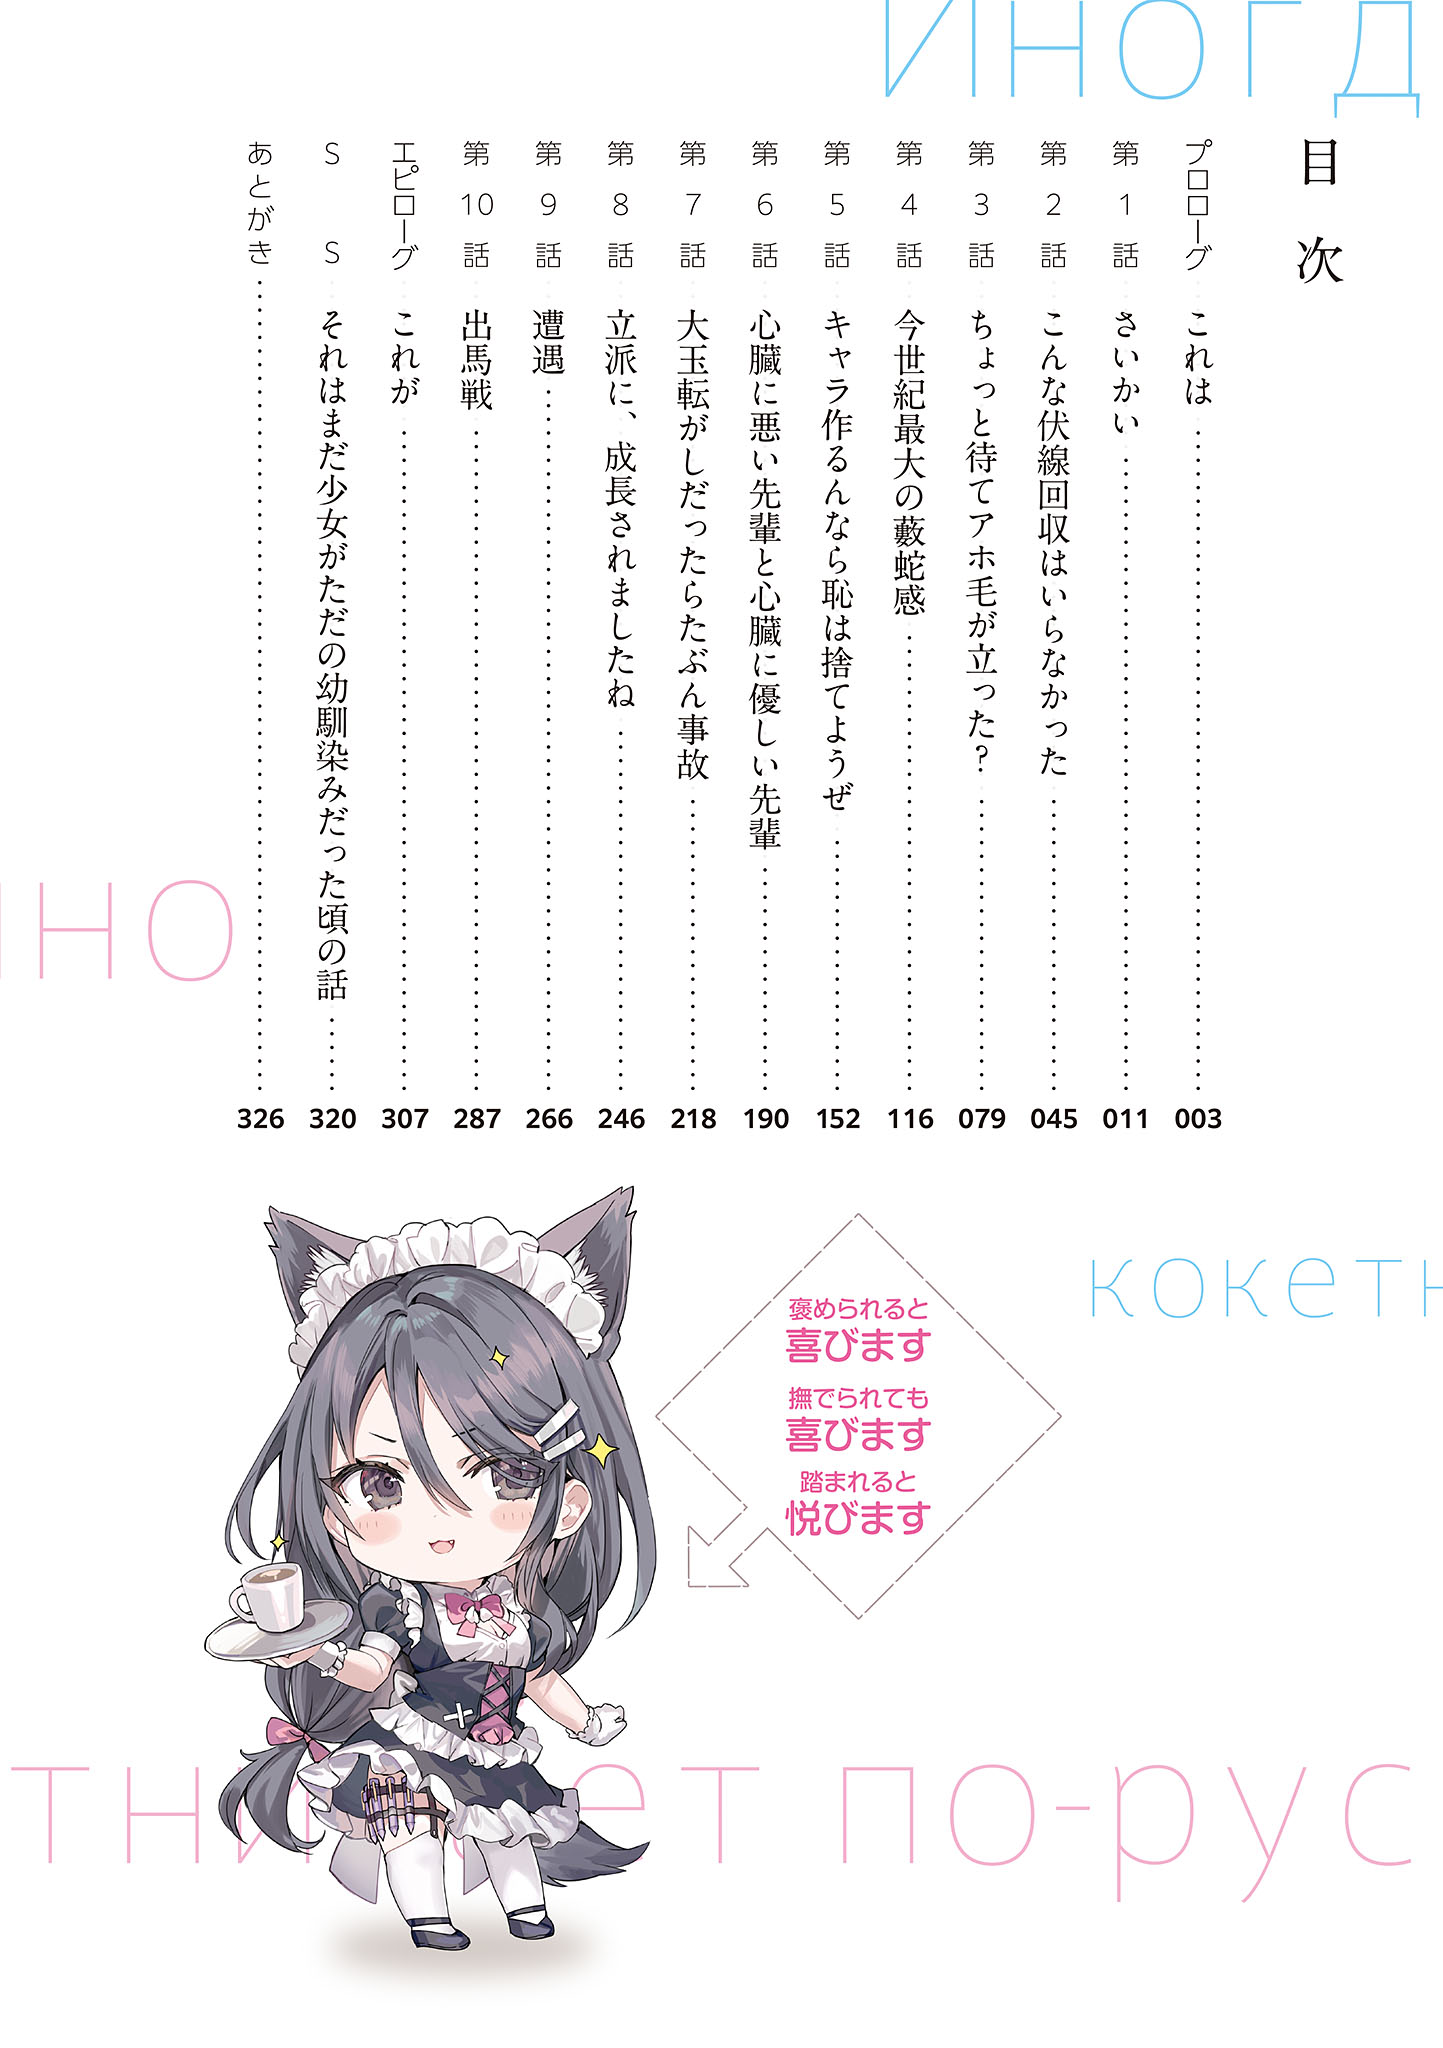 Иногд
目次
プロローグ これは 003
第1話 さいかい 011
第2話 こんな伏線回収はいらなかった 045
第3話 ちょっと待てアホ毛が立った？ 079
第4話 今世紀最大の藪蛇感 116
第5話 キャラ作るんなら恥は捨てようぜ 152
第6話 心臓に悪い先輩と心臓に優しい先輩 190
第7話 大玉転がしだったらたぶん事故 218
第8話 立派に、成長されましたね 246
第9話 遭遇 266
第10話 出馬戦 287
エピローグ これが 307
SS それはまだ少女がただの幼馴染みだった頃の話 320
あとがき 326
но
кокетн
褒められると
喜びます
撫でられても
喜びます
踏まれると
悦びます
тни ет по-рус